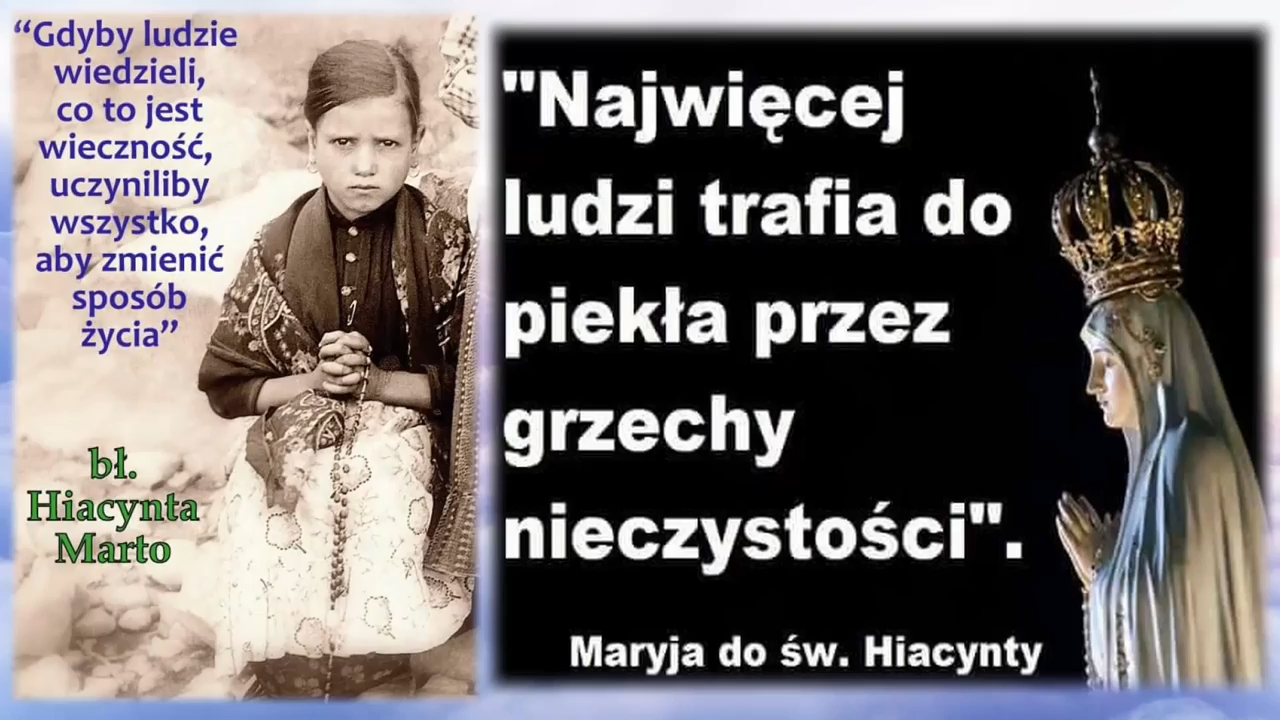 “Gdyby ludzie
wiedzieli,
co to jest
wieczność,
uczyniliby
wszystko,
aby zmienić
sposób
życia”
bł.
Hiacynta
Marto
"Najwięcej
ludzi trafia do
piekła przez
grzechy
nieczystości".
Maryja do św. Hiacynty